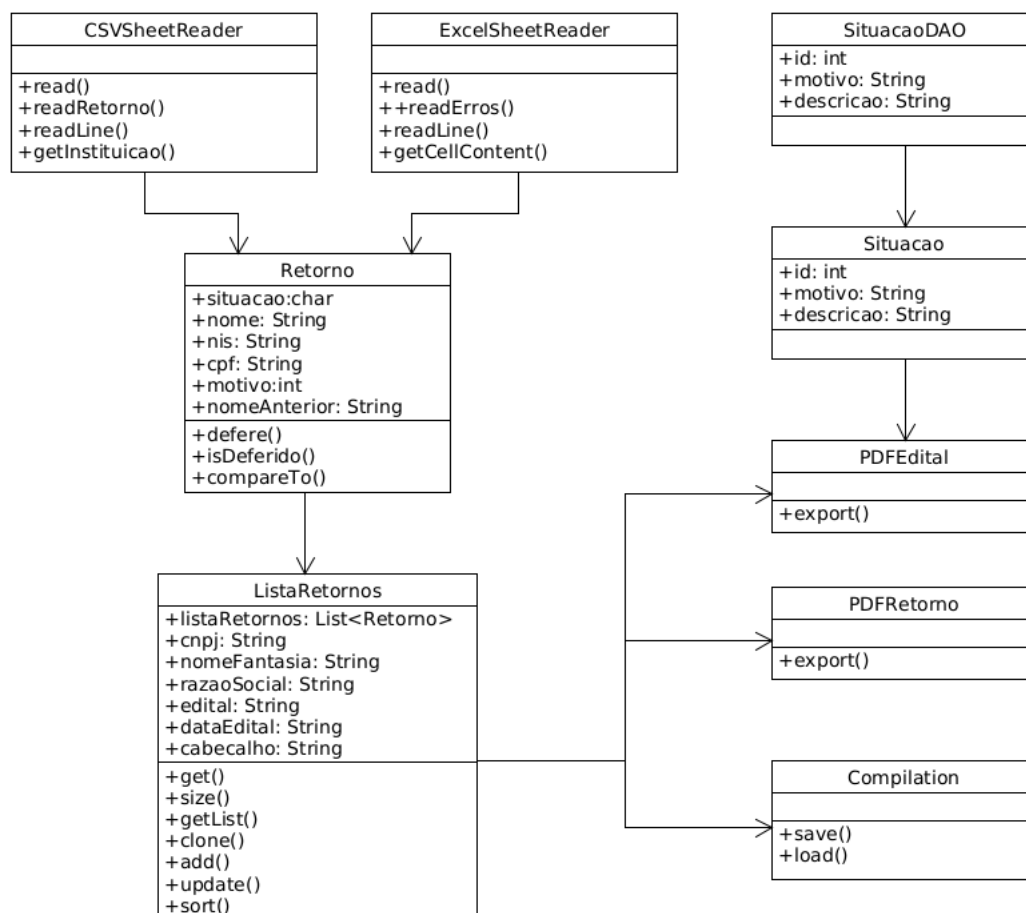 CSVSheetReader
+read()
+readRetorno()
+readLine()
+getInstituicao()
ExcelSheetReader
+read()
++readErros()
+readLine()
+getCellContent()
SituacaoDAO
+id: int
+motivo: String
+descricao: String
Situacao
+id: int
+motivo: String
+descricao: String
Retorno
+situacao:char
+nome: String
+nis: String
+cpf: String
+motivo:int
+nomeAnterior: String
+defere()
+isDeferido()
+compareTo()
PDFEdital
+export()
ListaRetornos
+listaRetornos: List<Retorno>
+cnpj: String
+nomeFantasia: String
+razaoSocial: String
+edital: String
+dataEdital: String
+cabecalho: String
+get()
+size()
+getList()
+clone()
+add()
+update()
+sort()
PDFRetorno
+export()
Compilation
+save()
+load()